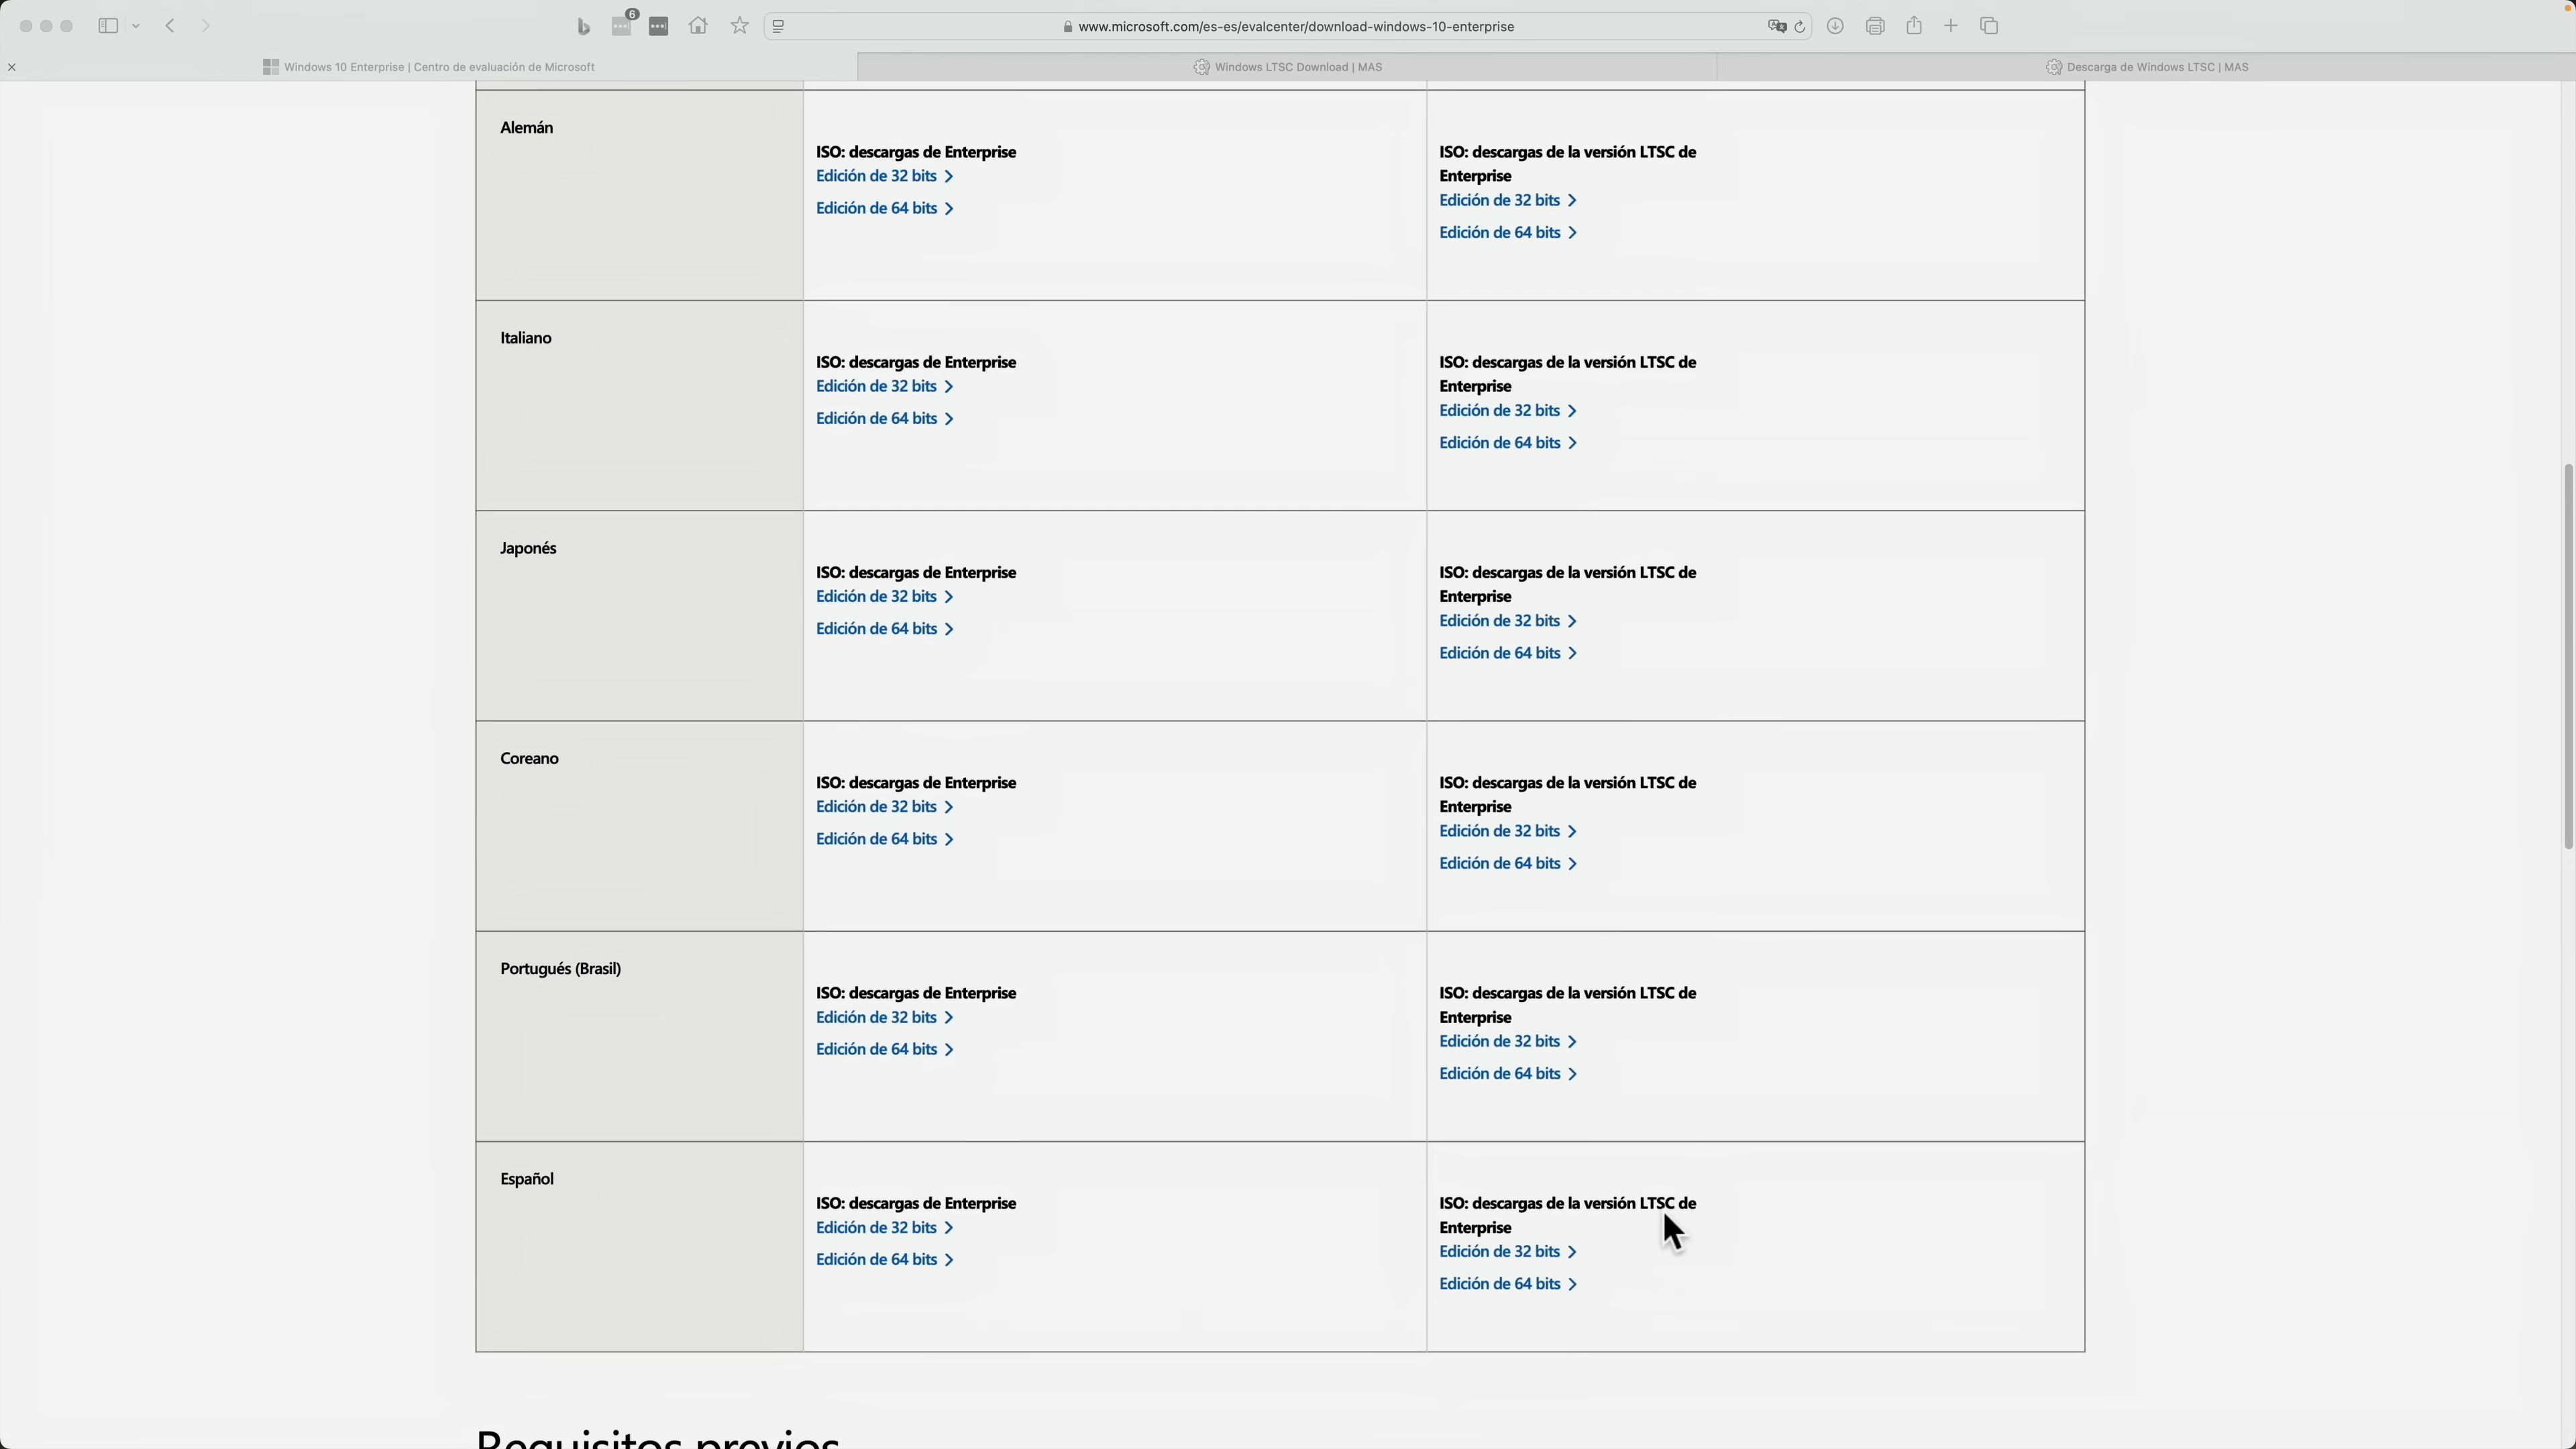 6
www.microsoft.com/es-es/evalcenter/download-windows-10-enterprise
Windows 10 Enterprise | Centro de evaluación de Microsoft
Windows LTSC Download | MAS
Descarga de Windows LTSC | MAS
Alemán
ISO: descargas de Enterprise
Edición de 32 bits
Edición de 64 bits
ISO: descargas de la versión LTSC de
Enterprise
Edición de 32 bits
Edición de 64 bits
Italiano
ISO: descargas de Enterprise
Edición de 32 bits
Edición de 64 bits
ISO: descargas de la versión LTSC de
Enterprise
Edición de 32 bits
Edición de 64 bits
Japonés
ISO: descargas de Enterprise
Edición de 32 bits
Edición de 64 bits
ISO: descargas de la versión LTSC de
Enterprise
Edición de 32 bits
Edición de 64 bits
Coreano
ISO: descargas de Enterprise
Edición de 32 bits
Edición de 64 bits
ISO: descargas de la versión LTSC de
Enterprise
Edición de 32 bits
Edición de 64 bits
Portugués (Brasil)
ISO: descargas de Enterprise
Edición de 32 bits
Edición de 64 bits
ISO: descargas de la versión LTSC de
Enterprise
Edición de 32 bits
Edición de 64 bits
Español
ISO: descargas de Enterprise
Edición de 32 bits
Edición de 64 bits
ISO: descargas de la versión LTSC de
Enterprise
Edición de 32 bits
Edición de 64 bits
Requisitos previos